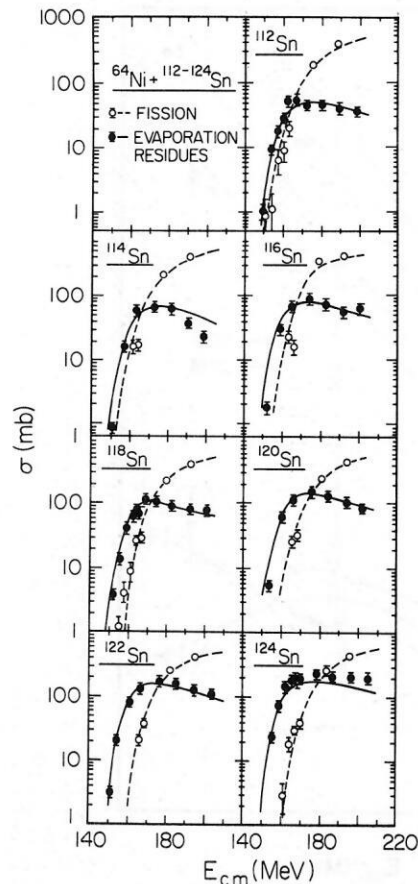 1000
100
10
1
⁶⁴Ni + ¹¹²⁻¹²⁴Sn
FISSION
EVAPORATION
RESIDUES
¹¹²Sn
100
10
1
¹¹⁴Sn
¹¹⁶Sn
100
10
1
¹¹⁸Sn
¹²⁰Sn
100
10
1
¹²²Sn
¹²⁴Sn
σ (mb)
140 180 140 180 220
E c.m (MeV)